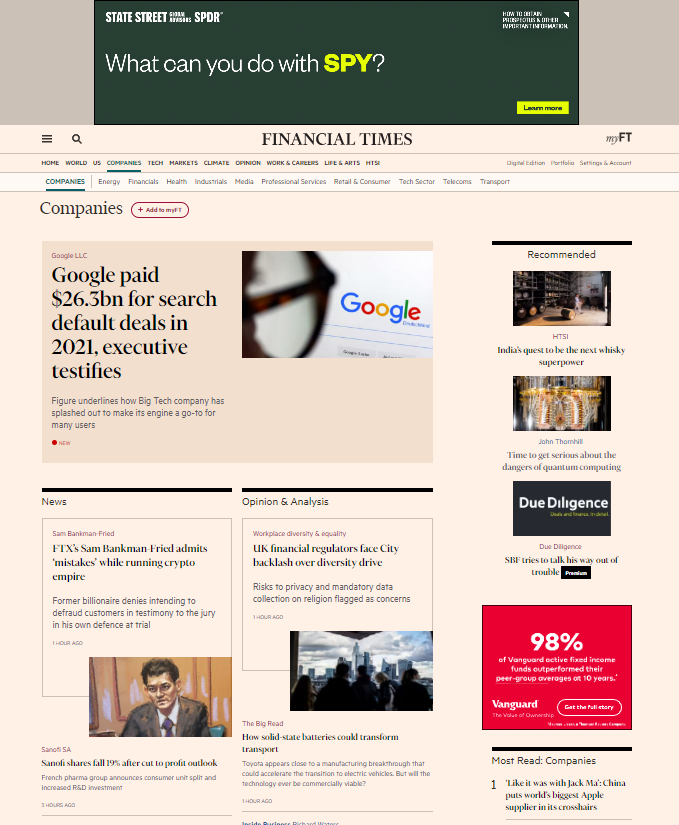 STATE STREET GLOBAL ADVISORS SPDR®
HOW TO OBTAIN
PROSPECTUS & OTHER
IMPORTANT INFORMATION.
What can you do with SPY?
Learn more
FINANCIAL TIMES
myFT
HOME WORLD US COMPANIES TECH MARKETS CLIMATE OPINION WORK & CAREERS LIFE & ARTS HTSI
Digital Edition Portfolio Settings & Account
COMPANIES Energy Financials Health Industrials Media Professional Services Retail & Consumer Tech Sector Telecoms Transport
Companies
+ Add to myFT
Google LLC
Google paid
$26.3bn for search
default deals in
2021, executive
testifies
Figure underlines how Big Tech company has
splashed out to make its engine a go-to for
many users
NEW
Google
Deutschland
News
Sam Bankman-Fried
FTX's Sam Bankman-Fried admits
'mistakes' while running crypto
empire
Former billionaire denies intending to
defraud customers in testimony to the jury
in his own defence at trial
1 HOUR AGO
Sanofi SA
Sanofi shares fall 19% after cut to profit outlook
French pharma group announces consumer unit split and
increased R&D investment
3 HOURS AGO
Opinion & Analysis
Workplace diversity & equality
UK financial regulators face City
backlash over diversity drive
Risks to privacy and mandatory data
collection on religion flagged as concerns
1 HOUR AGO
The Big Read
How solid-state batteries could transform
transport
Toyota appears close to a manufacturing breakthrough that
could accelerate the transition to electric vehicles. But will the
technology ever be commercially viable?
1 HOUR AGO
Inside Business Richard Waters
Recommended
HTSI
India's quest to be the next whisky
superpower
John Thornhill
Time to get serious about the
dangers of quantum computing
Due Diligence
Deals and finance, in-detail.
Due Diligence
SBF tries to talk his way out of
trouble Premium
98%
of Vanguard active fixed income
funds outperformed their
peer-group averages at 10 years.*
Vanguard
The Value of Ownership
Get the full story
Most Read: Companies
1 'Like it was with Jack Ma': China
puts world's biggest Apple
supplier in its crosshairs